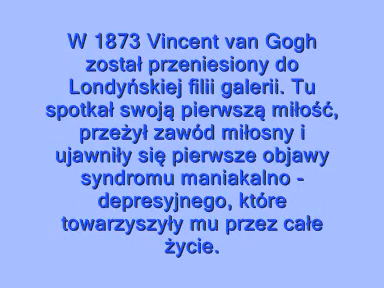 W 1873 Vincent van Gogh
został przeniesiony do
Londyńskiej filii galerii. Tu
spotkał swoją pierwszą miłość,
przeżył zawód miłosny i
ujawniły się pierwsze objawy
syndromu maniakalno -
depresyjnego, które
towarzyszyły mu przez całe
życie.